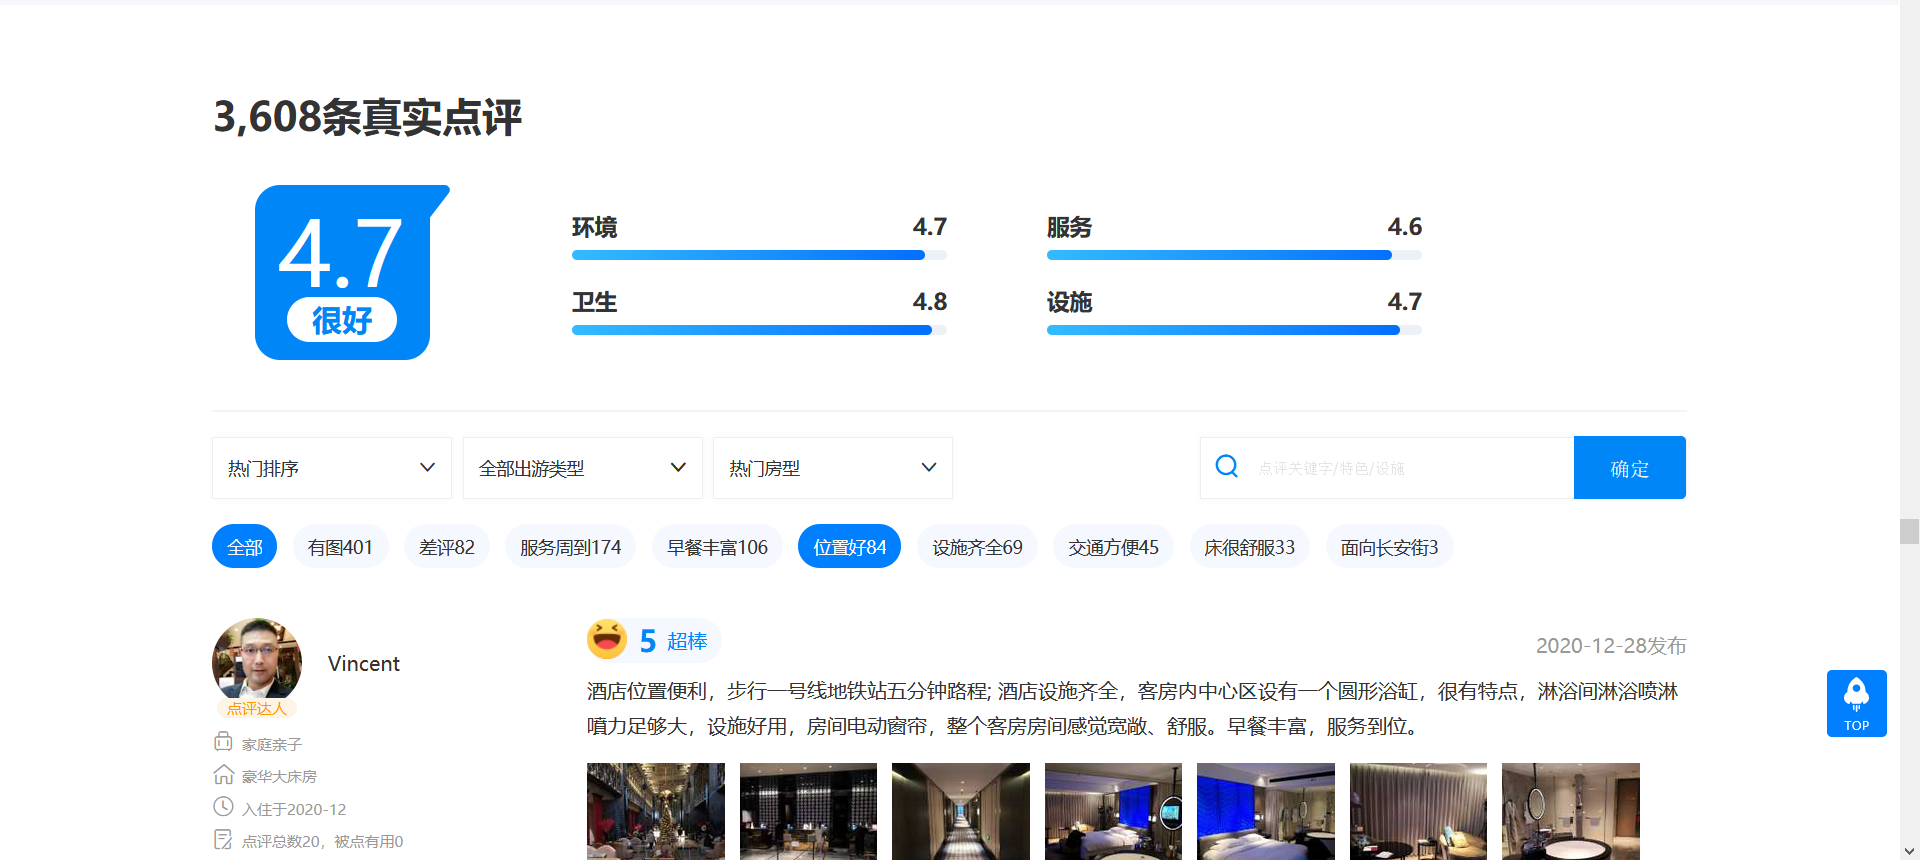 3,608条真实点评
4.7
很好
环境 4.7
服务 4.6
卫生 4.8
设施 4.7
热门排序
全部出游类型
热门房型
点评关键字/特色/设施
确定
全部
有图401
差评82
服务周到174
早餐丰富106
位置好84
设施齐全69
交通方便45
床很舒服33
面向长安街3
Vincent
点评达人
家庭亲子
豪华大床房
入住于2020-12
点评总数20，被点有用0
5 超棒
2020-12-28发布
酒店位置便利，步行一号线地铁站五分钟路程; 酒店设施齐全，客房内中心区设有一个圆形浴缸，很有特点，淋浴间淋浴喷淋
噴力足够大，设施好用，房间电动窗帘，整个客房房间感觉宽敞、舒服。早餐丰富，服务到位。
TOP